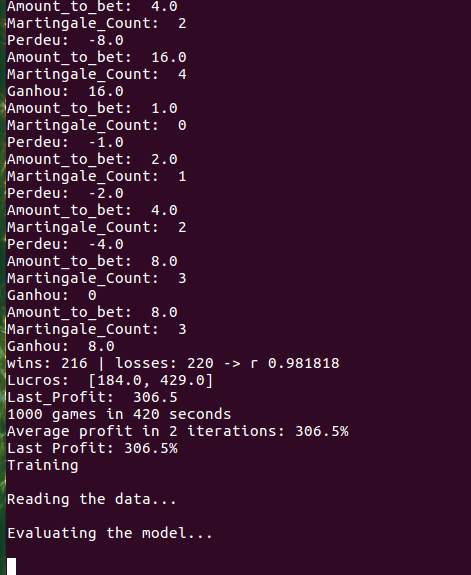 Amount_to_bet:  4.0
Martingale_Count:  2
Perdeu:  -8.0
Amount_to_bet:  16.0
Martingale_Count:  4
Ganhou:  16.0
Amount_to_bet:  1.0
Martingale_Count:  0
Perdeu:  -1.0
Amount_to_bet:  2.0
Martingale_Count:  1
Perdeu:  -2.0
Amount_to_bet:  4.0
Martingale_Count:  2
Perdeu:  -4.0
Amount_to_bet:  8.0
Martingale_Count:  3
Ganhou:  0
Amount_to_bet:  8.0
Martingale_Count:  3
Ganhou:  8.0
wins: 216 | losses: 220 -> r 0.981818
Lucros:  [184.0, 429.0]
Last_Profit:  306.5
1000 games in 420 seconds
Average profit in 2 iterations: 306.5%
Last Profit: 306.5%
Training
Reading the data...
Evaluating the model...